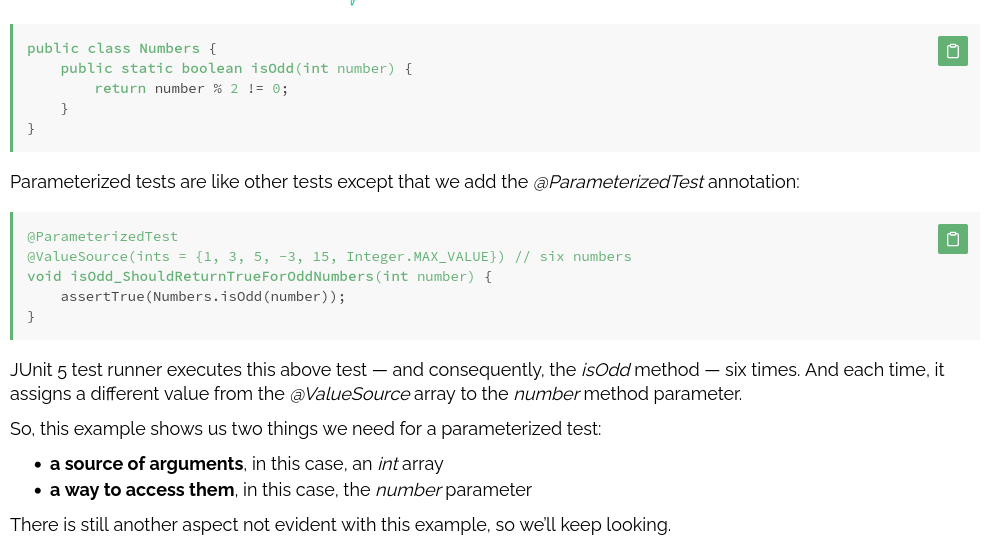 public class Numbers {
    public static boolean isOdd(int number) {
        return number % 2 != 0;
    }
}
Parameterized tests are like other tests except that we add the @ParameterizedTest annotation:
@ParameterizedTest
@ValueSource(ints = {1, 3, 5, -3, 15, Integer.MAX_VALUE}) // six numbers
void isOdd_ShouldReturnTrueForOddNumbers(int number) {
    assertTrue(Numbers.isOdd(number));
}
JUnit 5 test runner executes this above test — and consequently, the isOdd method — six times. And each time, it
assigns a different value from the @ValueSource array to the number method parameter.
So, this example shows us two things we need for a parameterized test:
• a source of arguments, in this case, an int array
• a way to access them, in this case, the number parameter
There is still another aspect not evident with this example, so we'll keep looking.